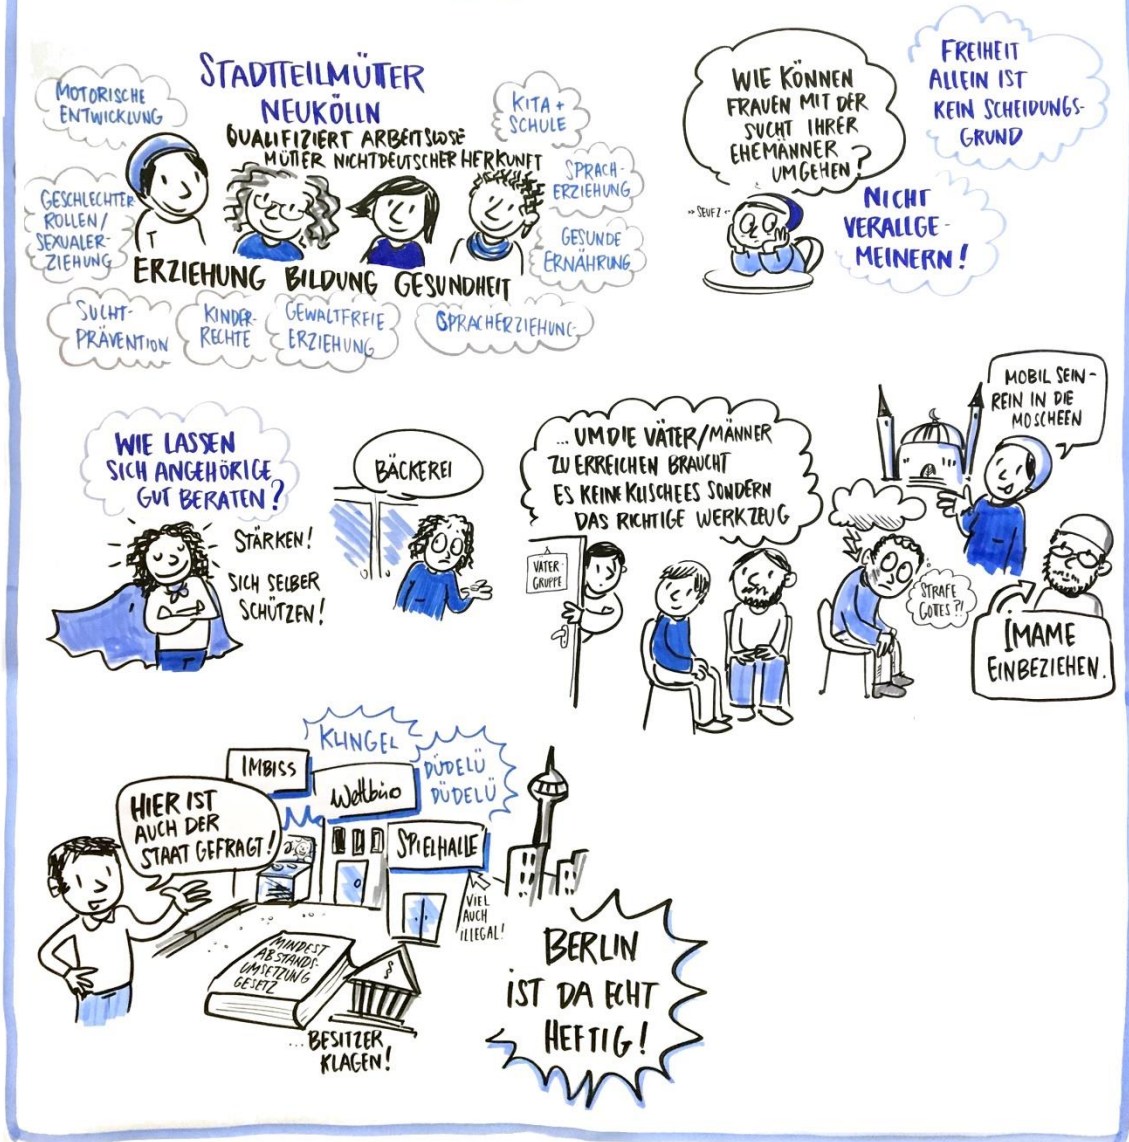 STADTTEILMÜTTER
NEUKÖLLN
QUALIFIZIERT ARBEITSLOSE
MÜTTER NICHTDEUTSCHER HERKUNFT
MOTORISCHE
ENTWICKLUNG
KITA +
SCHULE
SPRACH-
ERZIEHUNG
GESCHLECHTER
ROLLEN/
SEXUALER-
ZIEHUNG
GESUNDE
ERNÄHRUNG
ERZIEHUNG BILDUNG GESUNDHEIT
SUCHT-
PRÄVENTION
KINDER-
RECHTE
GEWALTFREIE
ERZIEHUNG
SPRACHERZIEHUNG
WIE KÖNNEN
FRAUEN MIT DER
SUCHT IHRER
EHEMÄNNER
UMGEHEN?
FREIHEIT
ALLEIN IST
KEIN SCHEIDUNGS-
GRUND
» SEUFZ «
NICHT
VERALLGE-
MEINERN!
WIE LASSEN
SICH ANGEHÖRIGE
GUT BERATEN?
STÄRKEN!
SICH SELBER
SCHÜTZEN!
BÄCKEREI
... UM DIE VÄTER/MÄNNER
ZU ERREICHEN BRAUCHT
ES KEINE KLISCHEES SONDERN
DAS RICHTIGE WERKZEUG
VÄTER-
GRUPPE
MOBIL SEIN-
REIN IN DIE
MOSCHEEN
STRAFE
GOTES?!
IMAME
EINBEZIEHEN.
HIER IST
AUCH DER
STAAT GEFRAGT!
IMBISS
KLINGEL
DÜDELÜ
DÜDELÜ
Wettbüro
SPIELHALLE
VIEL
AUCH
ILLEGAL!
MINDEST
ABSTANDS-
UMSETZUNG
GESETZ
§
... BESITZER
KLAGEN!
BERLIN
IST DA ECHT
HEFTIG!